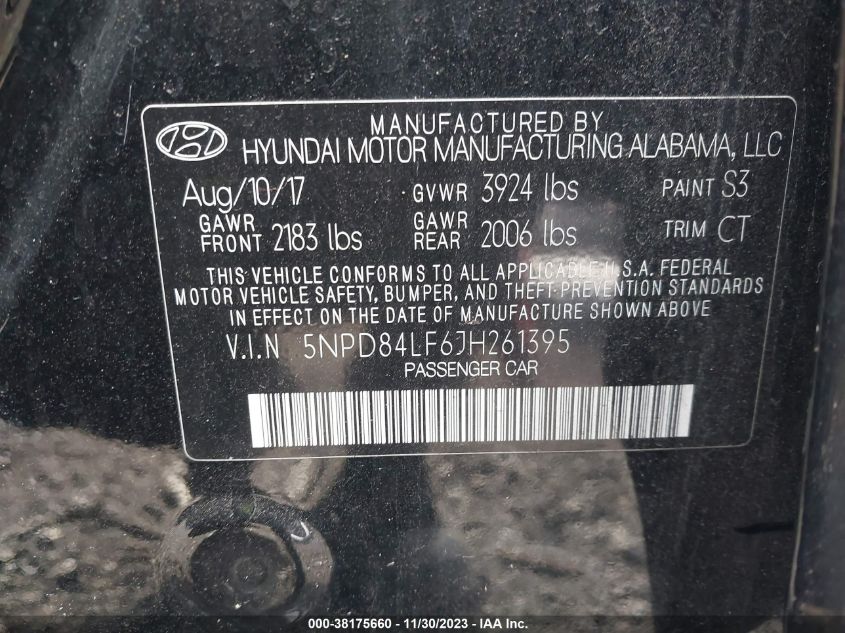 MANUFACTURED BY
HYUNDAI MOTOR MANUFACTURING ALABAMA, LLC
Aug/10/17 GVWR 3924 lbs PAINT S3
GAWR FRONT 2183 lbs GAWR REAR 2006 lbs TRIM CT
THIS VEHICLE CONFORMS TO ALL APPLICABLE U.S.A. FEDERAL
MOTOR VEHICLE SAFETY, BUMPER, AND THEFT PREVENTION STANDARDS
IN EFFECT ON THE DATE OF MANUFACTURE SHOWN ABOVE
V.I.N 5NPD84LF6JH261395
PASSENGER CAR
000-38175660 - 11/30/2023 - IAA Inc.